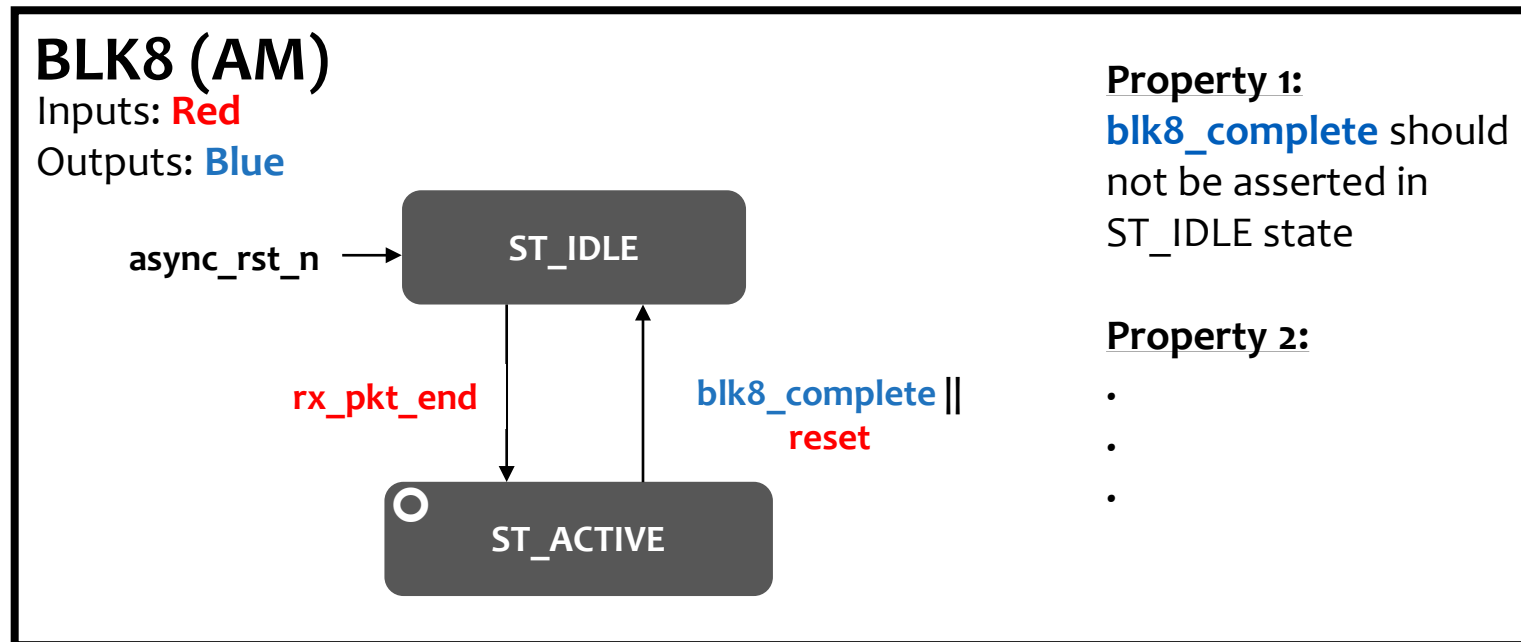 BLK8 (AM)
Inputs: Red
Outputs: Blue
async_rst_n
ST_IDLE
rx_pkt_end
blk8_complete ||
reset
ST_ACTIVE
Property 1:
blk8_complete should
not be asserted in
ST_IDLE state
Property 2:
.
.
.